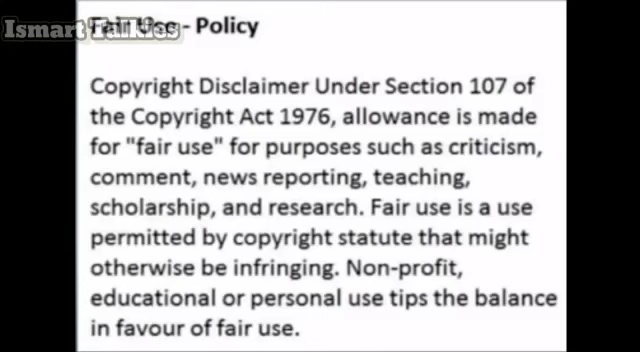 Ismart Talkies
Fair Use - Policy
Copyright Disclaimer Under Section 107 of
the Copyright Act 1976, allowance is made
for "fair use" for purposes such as criticism,
comment, news reporting, teaching,
scholarship, and research. Fair use is a use
permitted by copyright statute that might
otherwise be infringing. Non-profit,
educational or personal use tips the balance
in favour of fair use.